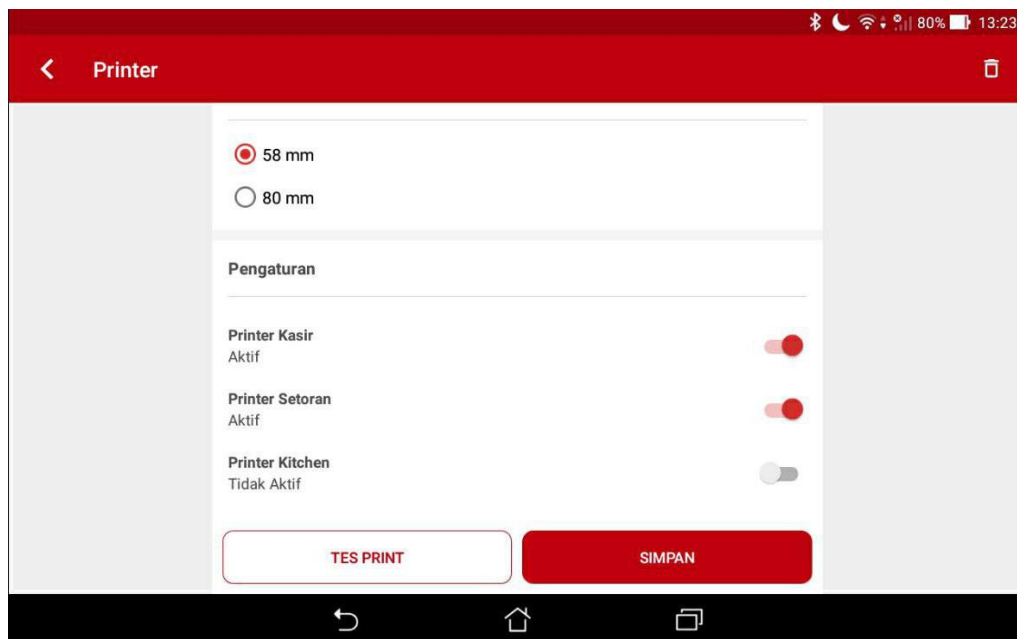 80% 13:23
Printer
58 mm
80 mm
Pengaturan
Printer Kasir
Aktif
Printer Setoran
Aktif
Printer Kitchen
Tidak Aktif
TES PRINT
SIMPAN